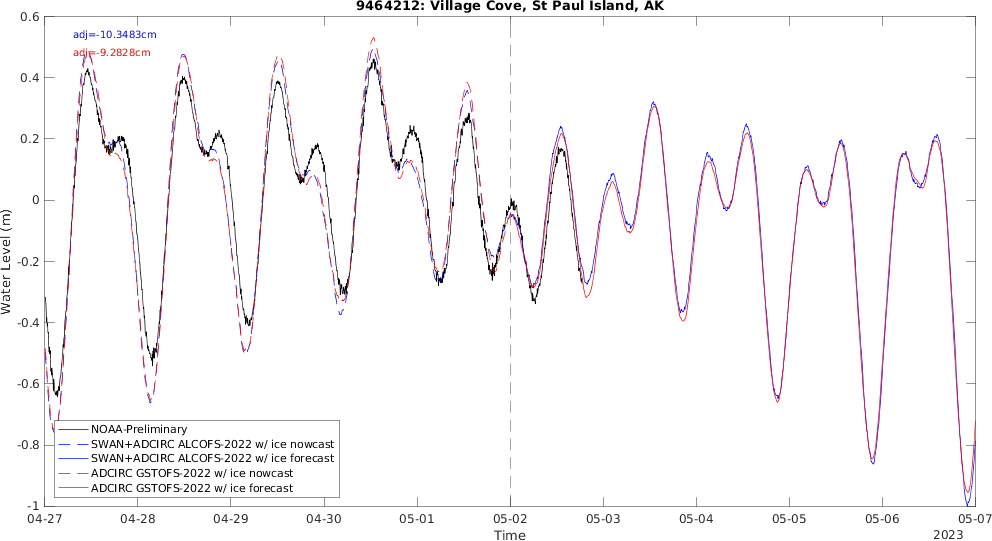 9464212: Village Cove, St Paul Island, AK
adj=-10.3483cm
adj=-9.2828cm
Water Level (m)
0.6
0.4
0.2
0
-0.2
-0.4
-0.6
-0.8
-1
NOAA-Preliminary
SWAN+ADCIRC ALCOFS-2022 w/ ice nowcast
SWAN+ADCIRC ALCOFS-2022 w/ ice forecast
ADCIRC GSTOFS-2022 w/ ice nowcast
ADCIRC GSTOFS-2022 w/ ice forecast
04-27 04-28 04-29 04-30 05-01 05-02 05-03 05-04 05-05 05-06 05-07
Time
2023